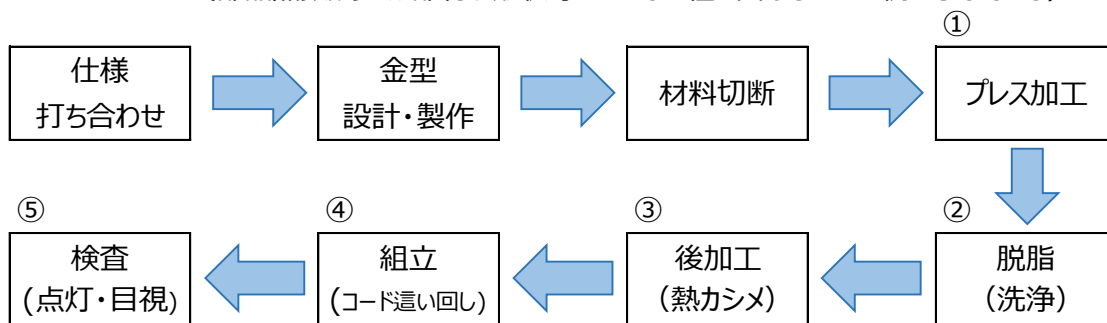 ①
仕様
打ち合わせ
金型
設計・製作
材料切断
プレス加工
⑤
④
③
②
検査
(点灯・目視)
組立
(コード這い回し)
後加工
(熱カシメ)
脱脂
(洗浄)